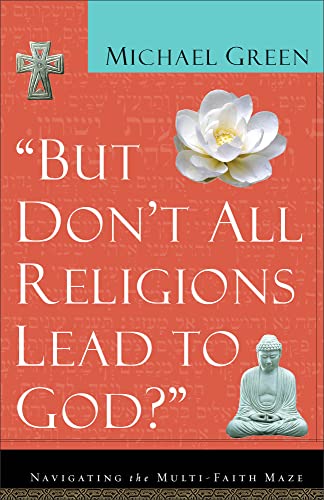 MICHAEL GREEN
"BUT
DON'T ALL
RELIGIONS
LEAD TO
GOD?"
NAVIGATING the MULTI-FAITH MAZE